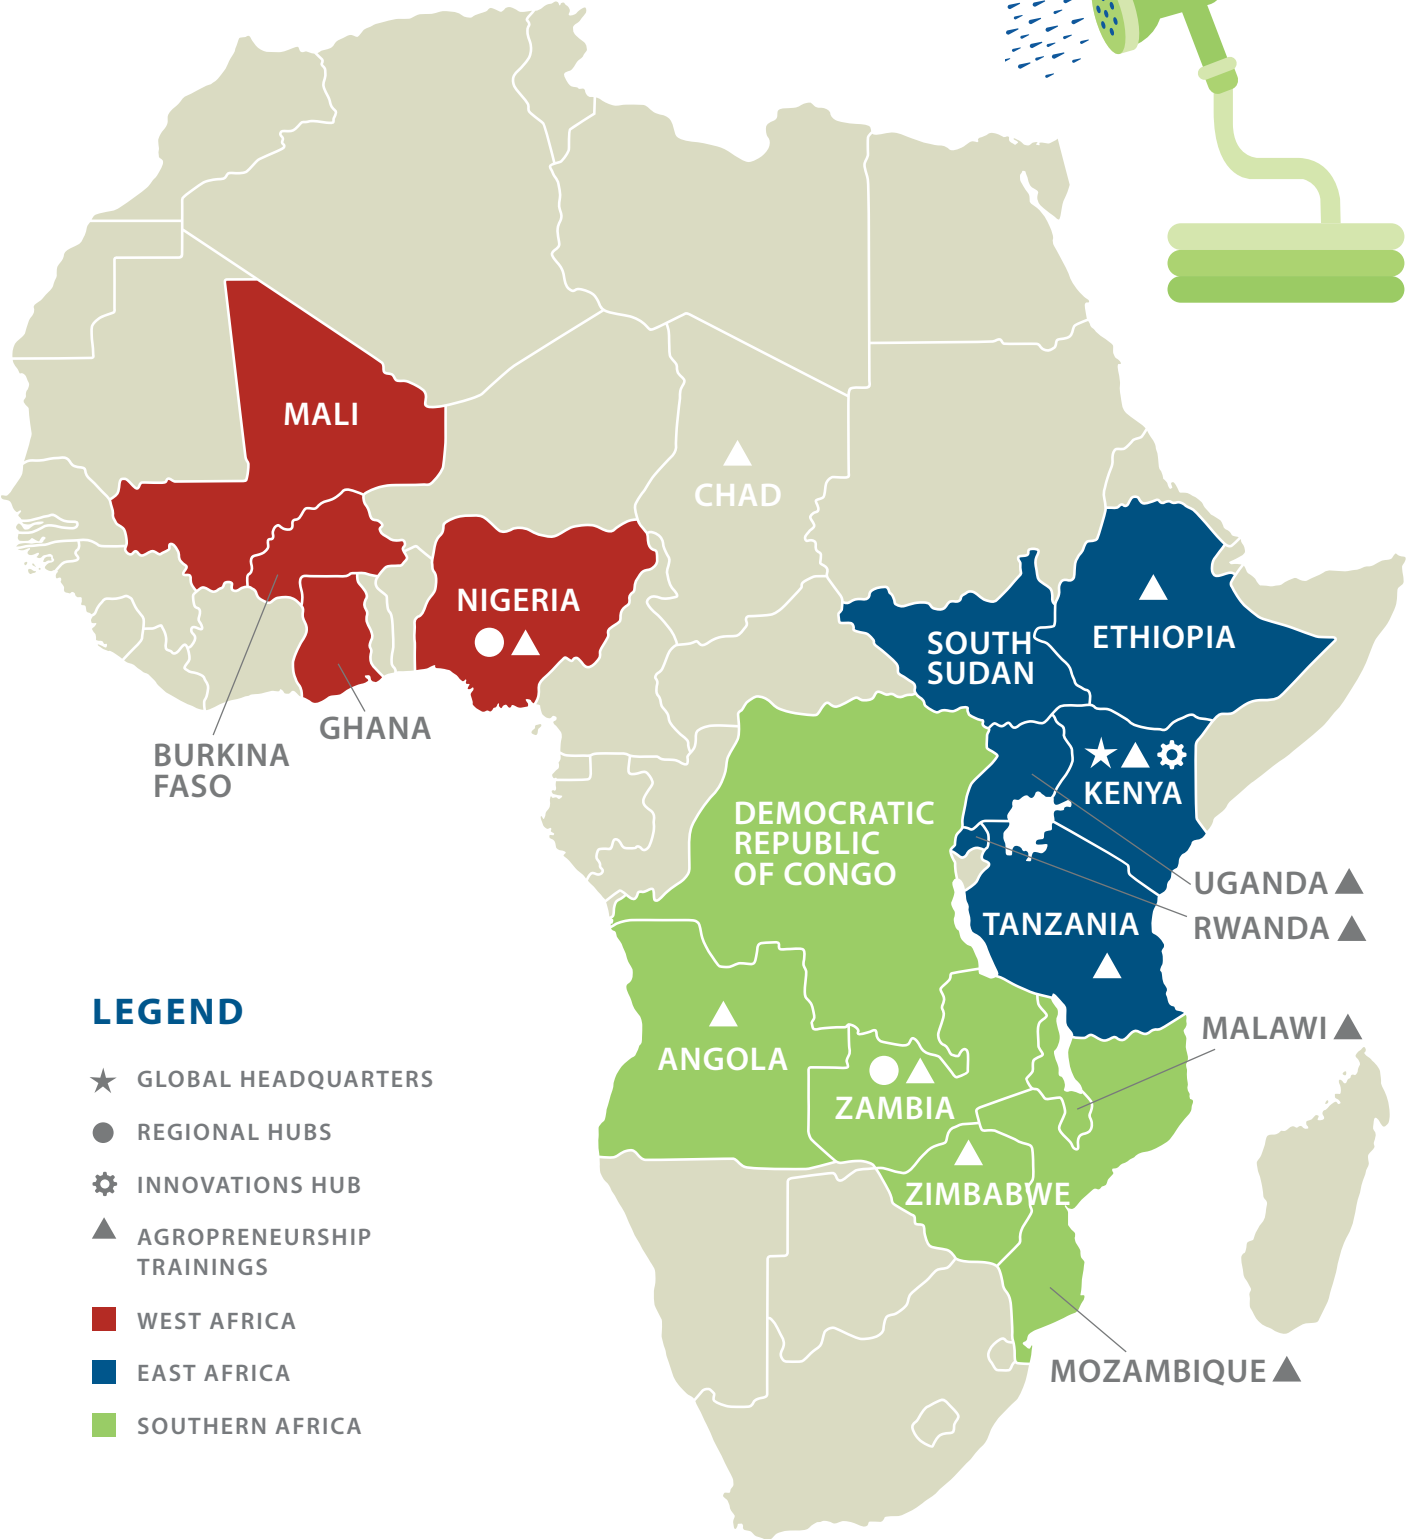 MALI
CHAD
NIGERIA
SOUTH
SUDAN
ETHIOPIA
GHANA
BURKINA
FASO
KENYA
DEMOCRATIC
REPUBLIC
OF CONGO
UGANDA
RWANDA
TANZANIA
MALAWI
ANGOLA
ZAMBIA
ZIMBABWE
MOZAMBIQUE
LEGEND
GLOBAL HEADQUARTERS
REGIONAL HUBS
INNOVATIONS HUB
AGROPRENEURSHIP
TRAININGS
WEST AFRICA
EAST AFRICA
SOUTHERN AFRICA